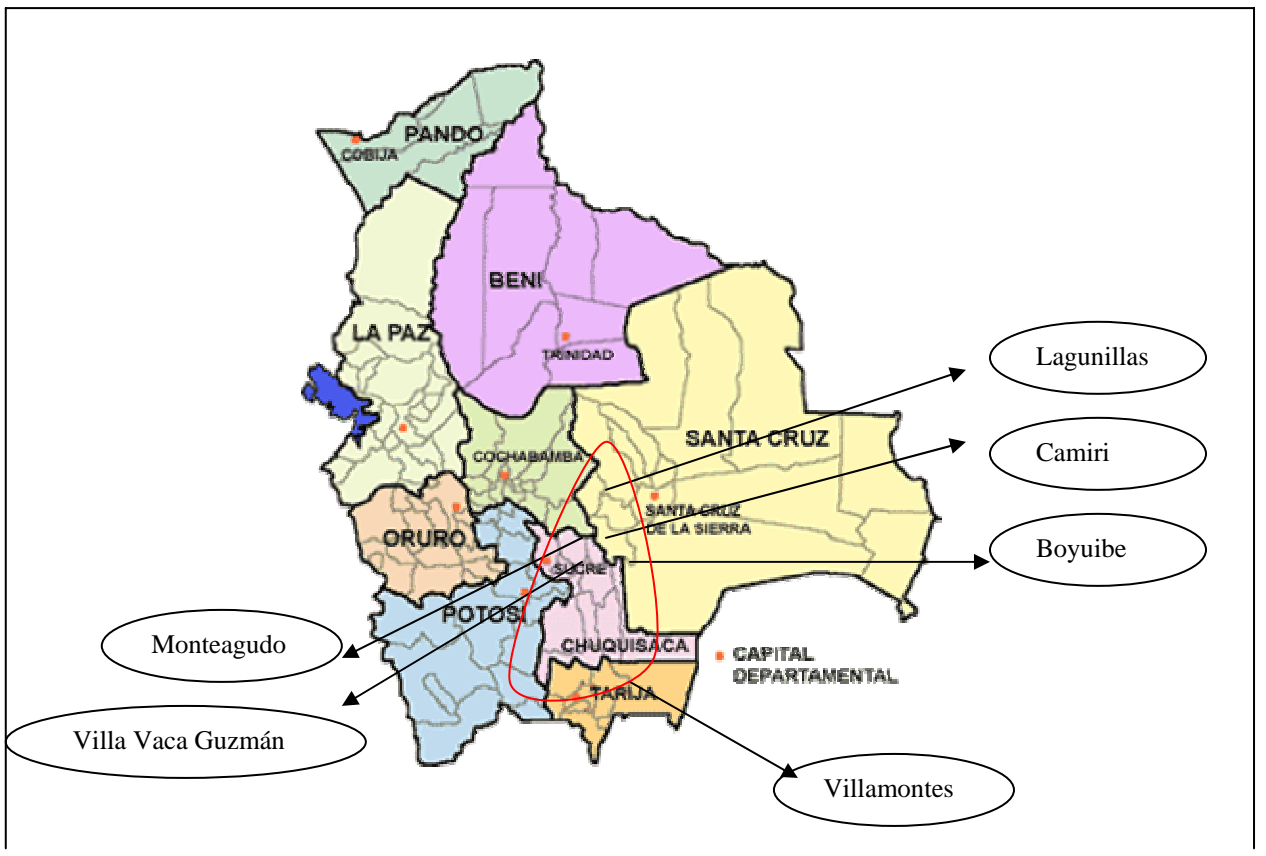 PANDO
COBIJA
BENI
LA PAZ
TRINIDAD
Lagunillas
SANTA CRUZ
Camiri
COCHABAMBA
SANTA CRUZ
DE LA SIERRA
ORURO
Boyuibe
SUCRE
POTOSÍ
Monteagudo
CHUQUISACA
CAPITAL
DEPARTAMENTAL
TARIJA
Villa Vaca Guzmán
Villamontes